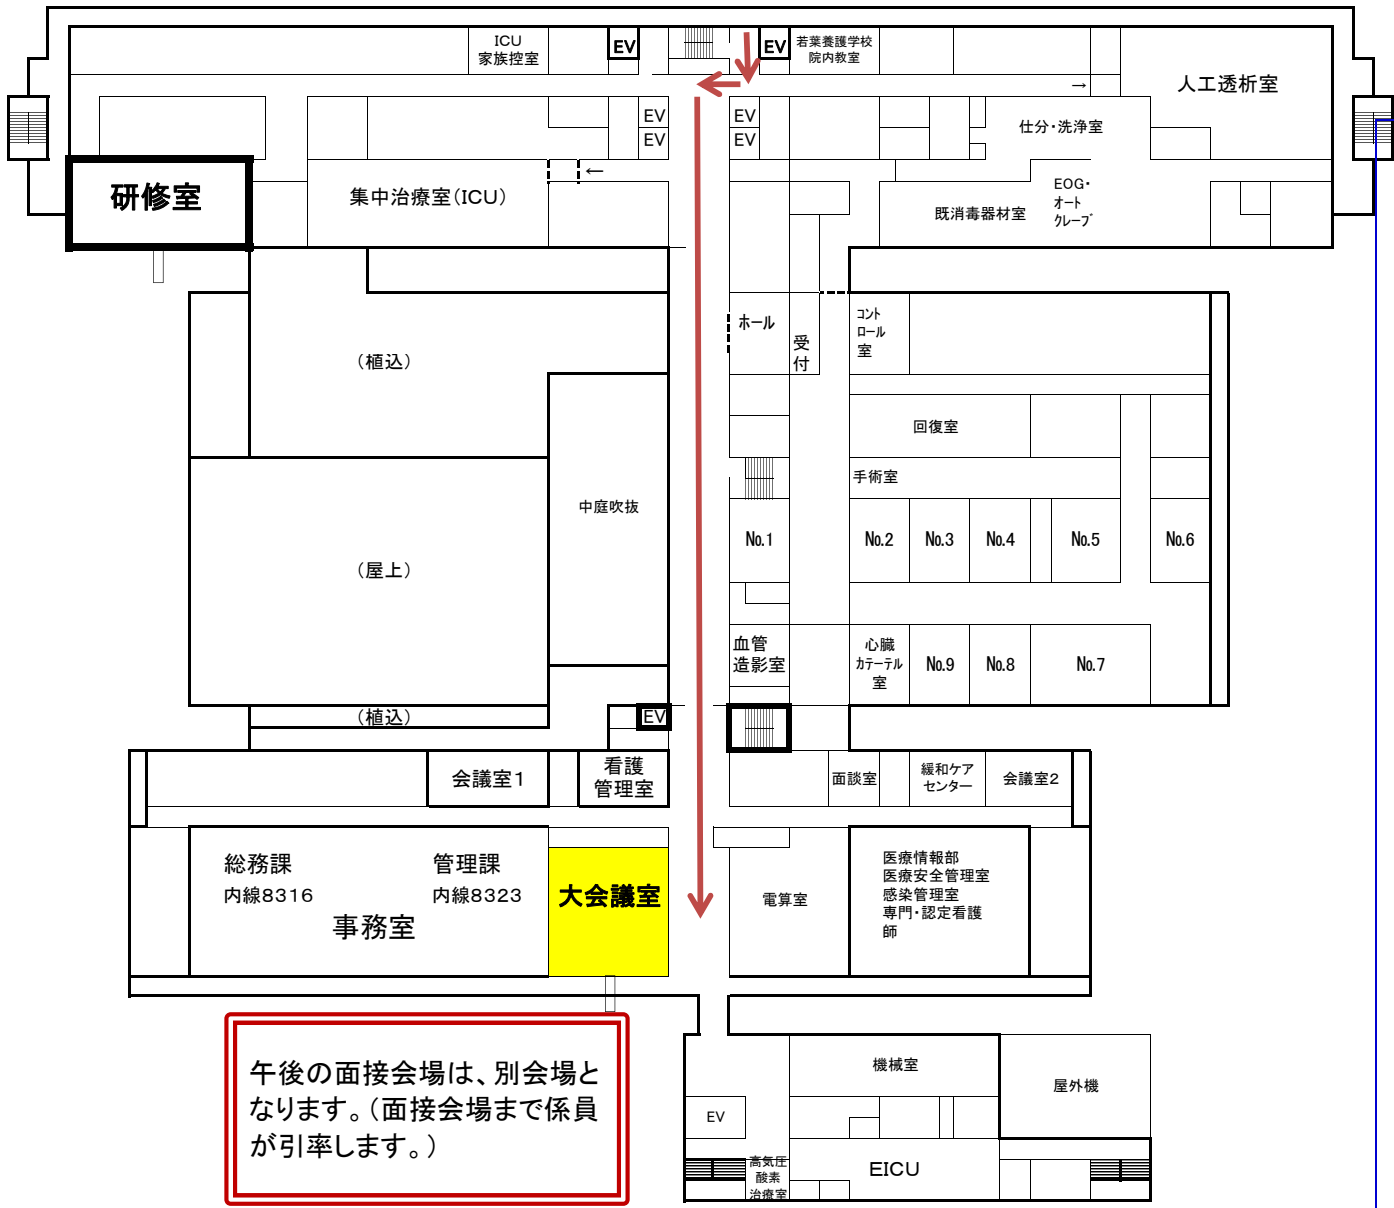 ICU
家族控室
EV
EV
若葉養護学校
院内教室
→
人工透析室
EV
EV
EV
EV
仕分・洗浄室
研修室
集中治療室(ICU)
←
EOG・
オート
クレーブ
既消毒器材室
ホール
受
付
コント
ロール
室
(植込)
回復室
手術室
中庭吹抜
No.1
No.2
No.3
No.4
No.5
No.6
(屋上)
血管
造影室
心臓
カテーテル
室
No.9
No.8
No.7
(植込)
EV
会議室1
看護
管理室
面談室
緩和ケア
センター
会議室2
総務課
内線8316
管理課
内線8323
事務室
大会議室
電算室
医療情報部
医療安全管理室
感染管理室
専門・認定看護
師
午後の面接会場は、別会場と
なります。(面接会場まで係員
が引率します。)
機械室
屋外機
EV
高気圧
酸素
治療室
EICU